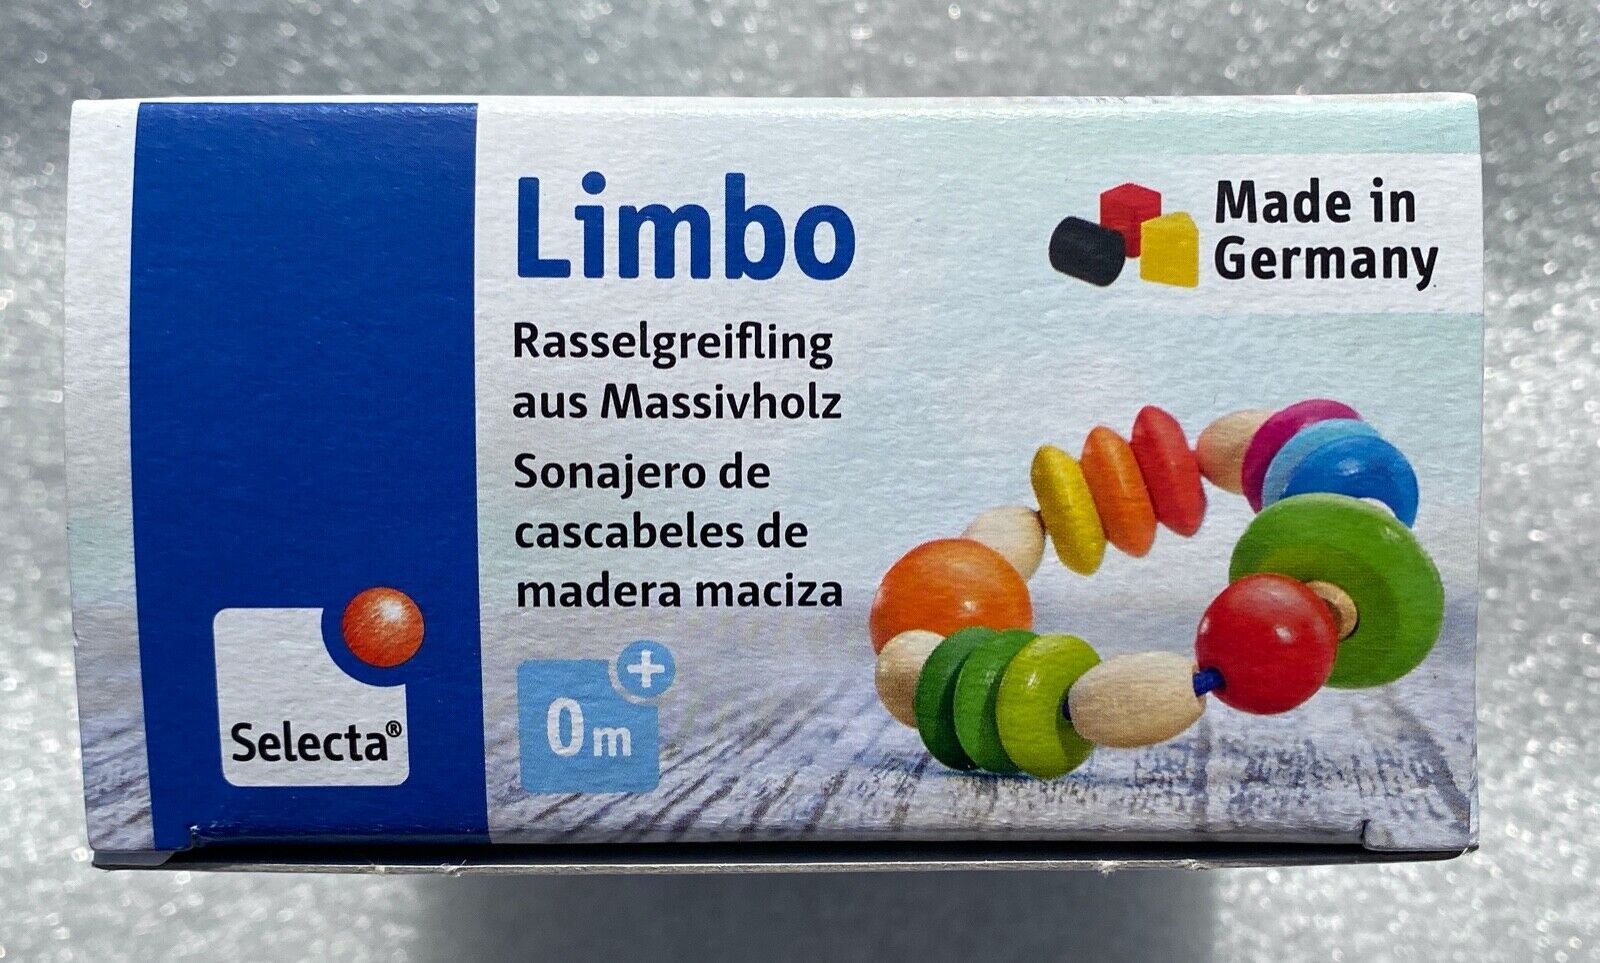 Limbo
Made in
Germany
Rasselgreifling
aus Massivholz
Sonajero de
cascabeles de
madera maciza
0m
+
Selecta®